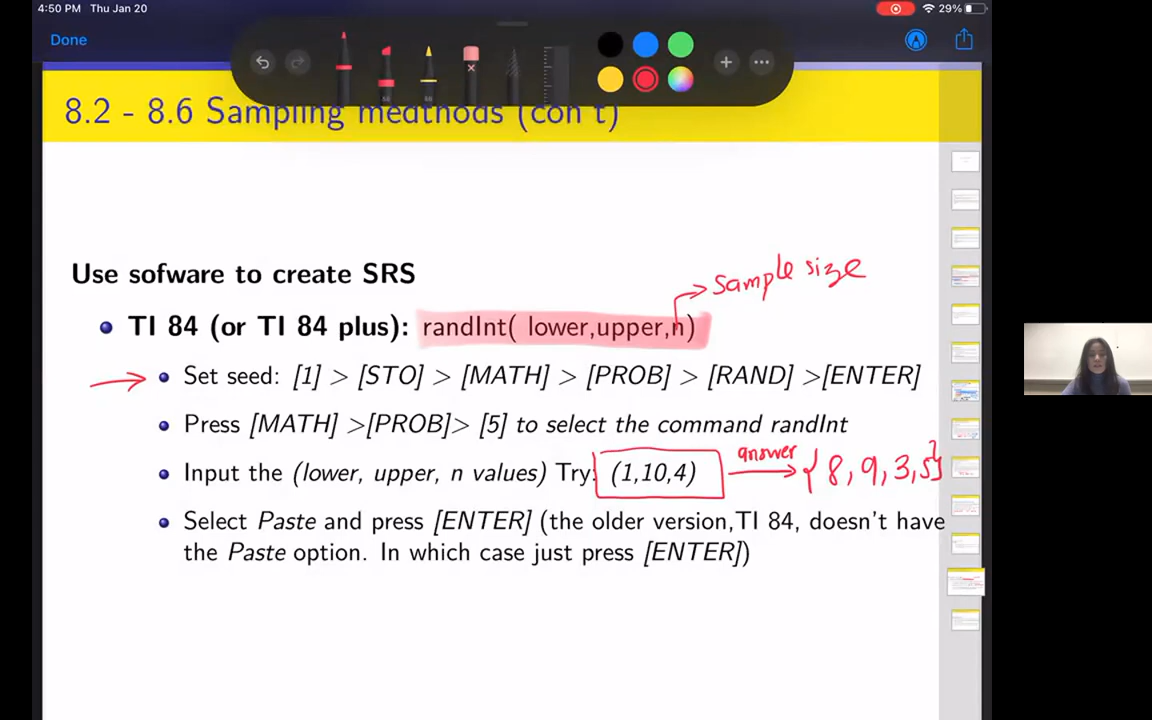 4:50 PM Thu Jan 20
29%
Done
8.2 - 8.6 Sampling medthods (con't)
sample size
Use sofware to create SRS
TI 84 (or TI 84 plus): randInt( lower,upper,n)
Set seed: [1] > [STO] > [MATH] > [PROB] > [RAND] >[ENTER]
Press [MATH] >[PROB]> [5] to select the command randInt
answer
Input the (lower, upper, n values) Try: (1,10,4) {8, 9, 3, 5}
Select Paste and press [ENTER] (the older version,TI 84, doesn't have
the Paste option. In which case just press [ENTER])